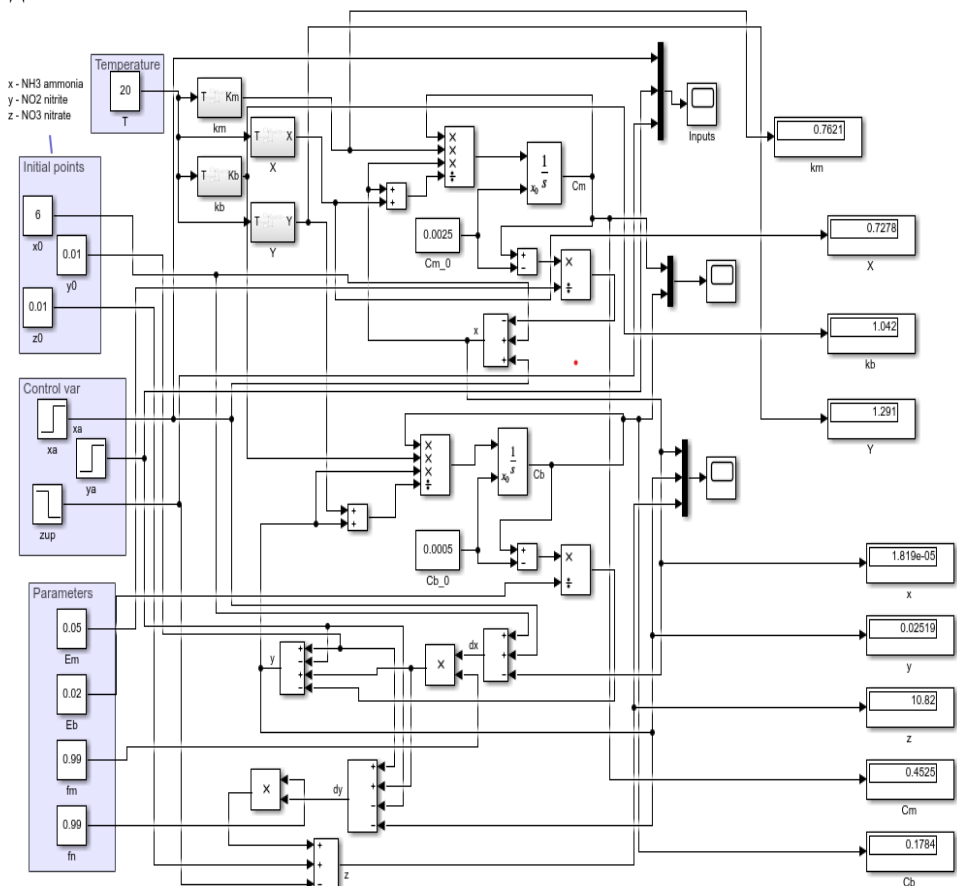 Temperature
20
T
x - NH3 ammonia
y - NO2 nitrite
z - NO3 nitrate
T Km
km
T X
X
T Kb
kb
T Y
Y
Initial points
6
x0
0.01
y0
0.01
z0
Control var
xa
xa
ya
zup
Parameters
0.05
Em
0.02
Eb
0.99
fm
0.99
fn
×
×
×
÷
1
s
x0
Cm
+
+
0.0025
Cm_0
+
-
×
÷
x
-
+
+
×
×
×
÷
1
s
x0
Cb
+
+
0.0005
Cb_0
+
-
×
÷
y
+
-
+
-
×
dx
+
+
-
×
dy
+
+
-
-
+
+
-
z
Inputs
0.7621
km
0.7278
X
1.042
kb
1.291
Y
1.819e-05
x
0.02519
y
10.82
z
0.4525
Cm
0.1784
Cb